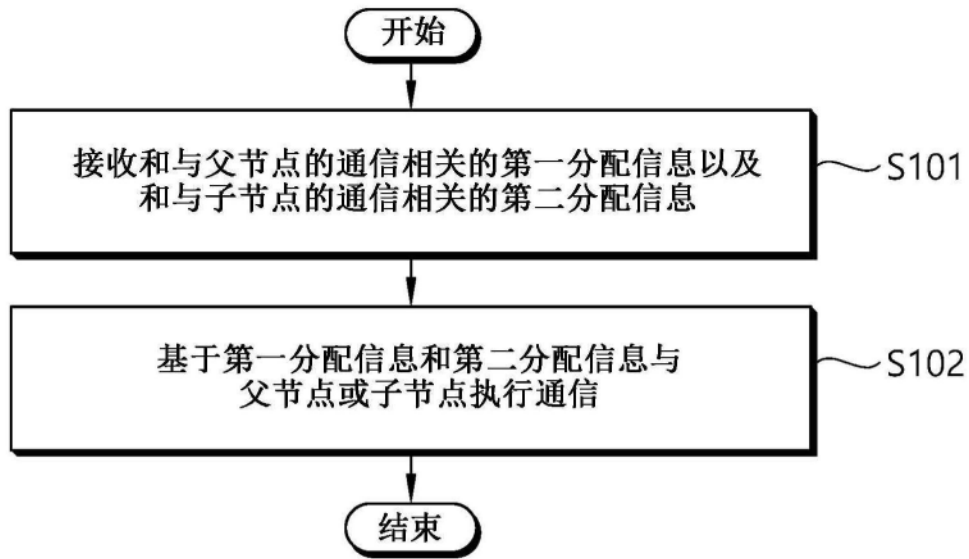 开始
接收和与父节点的通信相关的第一分配信息以及
和与子节点的通信相关的第二分配信息
S101
基于第一分配信息和第二分配信息与
父节点或子节点执行通信
S102
结束